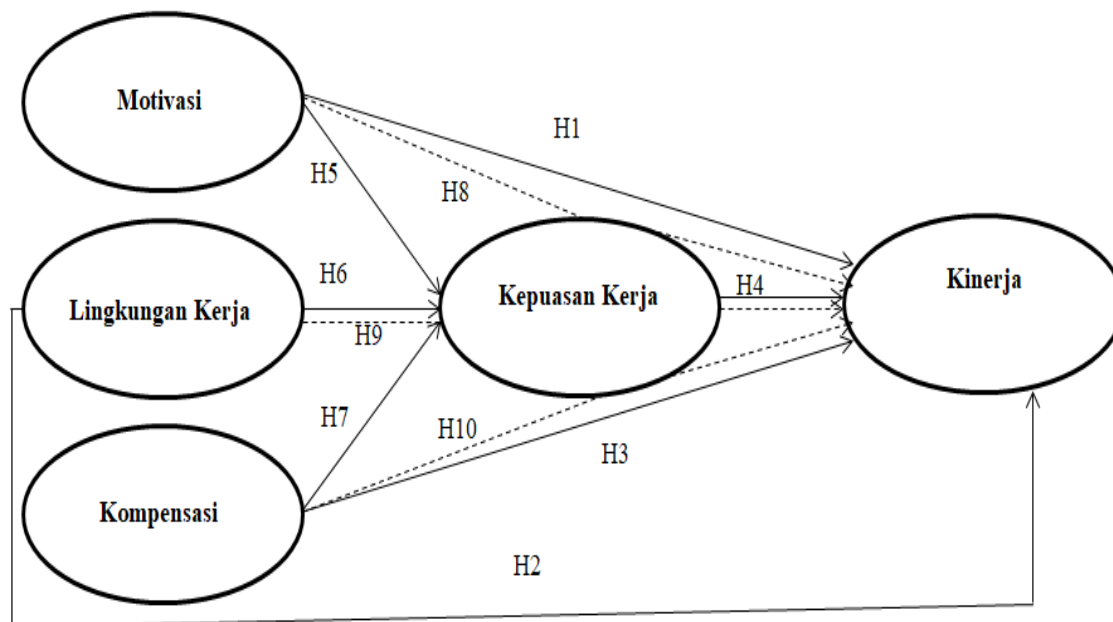 Motivasi
H1
H5
H8
H6
Lingkungan Kerja
H9
Kepuasan Kerja
H4
Kinerja
H7
H10
H3
Kompensasi
H2